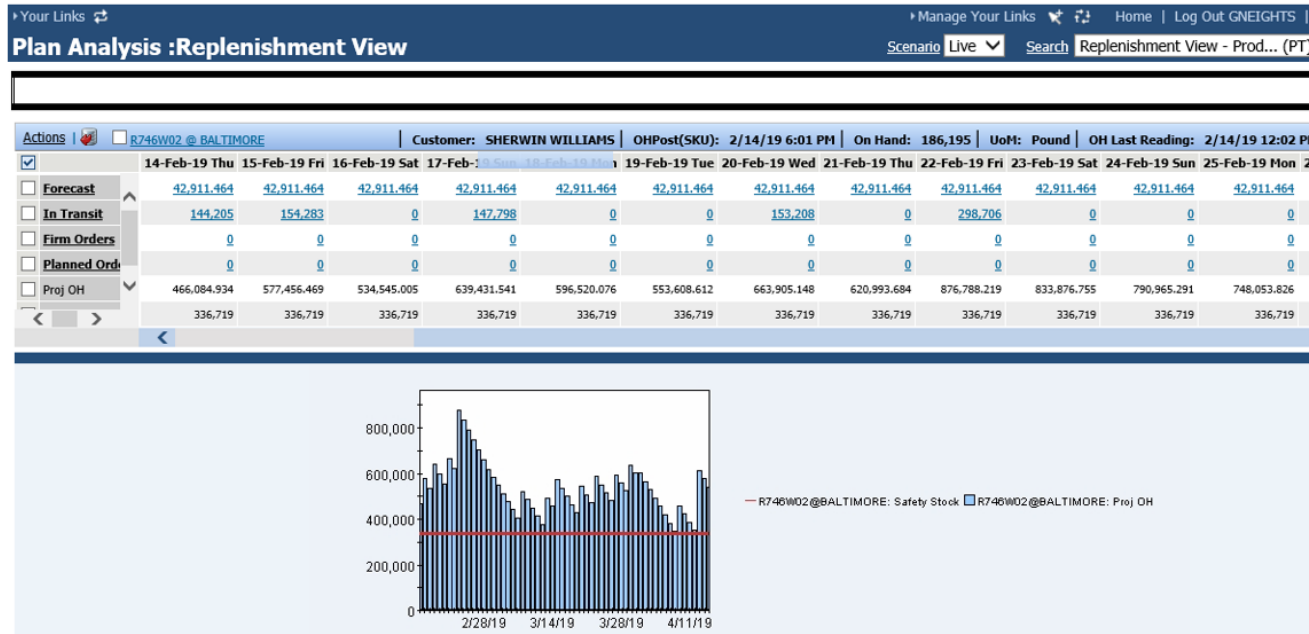 Your Links Manage Your Links Home | Log Out GNEIGHTS |
Plan Analysis :Replenishment View Scenario Live Search Replenishment View - Prod... (PT)
Actions | R746W02 @ BALTIMORE | Customer: SHERWIN WILLIAMS | OHPost(SKU): 2/14/19 6:01 PM | On Hand: 186,195 | UoM: Pound | OH Last Reading: 2/14/19 12:02 P
14-Feb-19 Thu 15-Feb-19 Fri 16-Feb-19 Sat 17-Feb-19 Sun 18-Feb-19 Mon 19-Feb-19 Tue 20-Feb-19 Wed 21-Feb-19 Thu 22-Feb-19 Fri 23-Feb-19 Sat 24-Feb-19 Sun 25-Feb-19 Mon 2
Forecast 42,911.464 42,911.464 42,911.464 42,911.464 42,911.464 42,911.464 42,911.464 42,911.464 42,911.464 42,911.464 42,911.464 42,911.464
In Transit 144,205 154,283 0 147,798 0 0 153,208 0 298,706 0 0 0
Firm Orders 0 0 0 0 0 0 0 0 0 0 0 0
Planned Orde 0 0 0 0 0 0 0 0 0 0 0 0
Proj OH 466,084.934 577,456.469 534,545.005 639,431.541 596,520.076 553,608.612 663,905.148 620,993.684 876,788.219 833,876.755 790,965.291 748,053.826
336,719 336,719 336,719 336,719 336,719 336,719 336,719 336,719 336,719 336,719 336,719 336,719
800,000
600,000
R746W02@BALTIMORE: Safety Stock R746W02@BALTIMORE: Proj OH
400,000
200,000
0
2/28/19 3/14/19 3/28/19 4/11/19